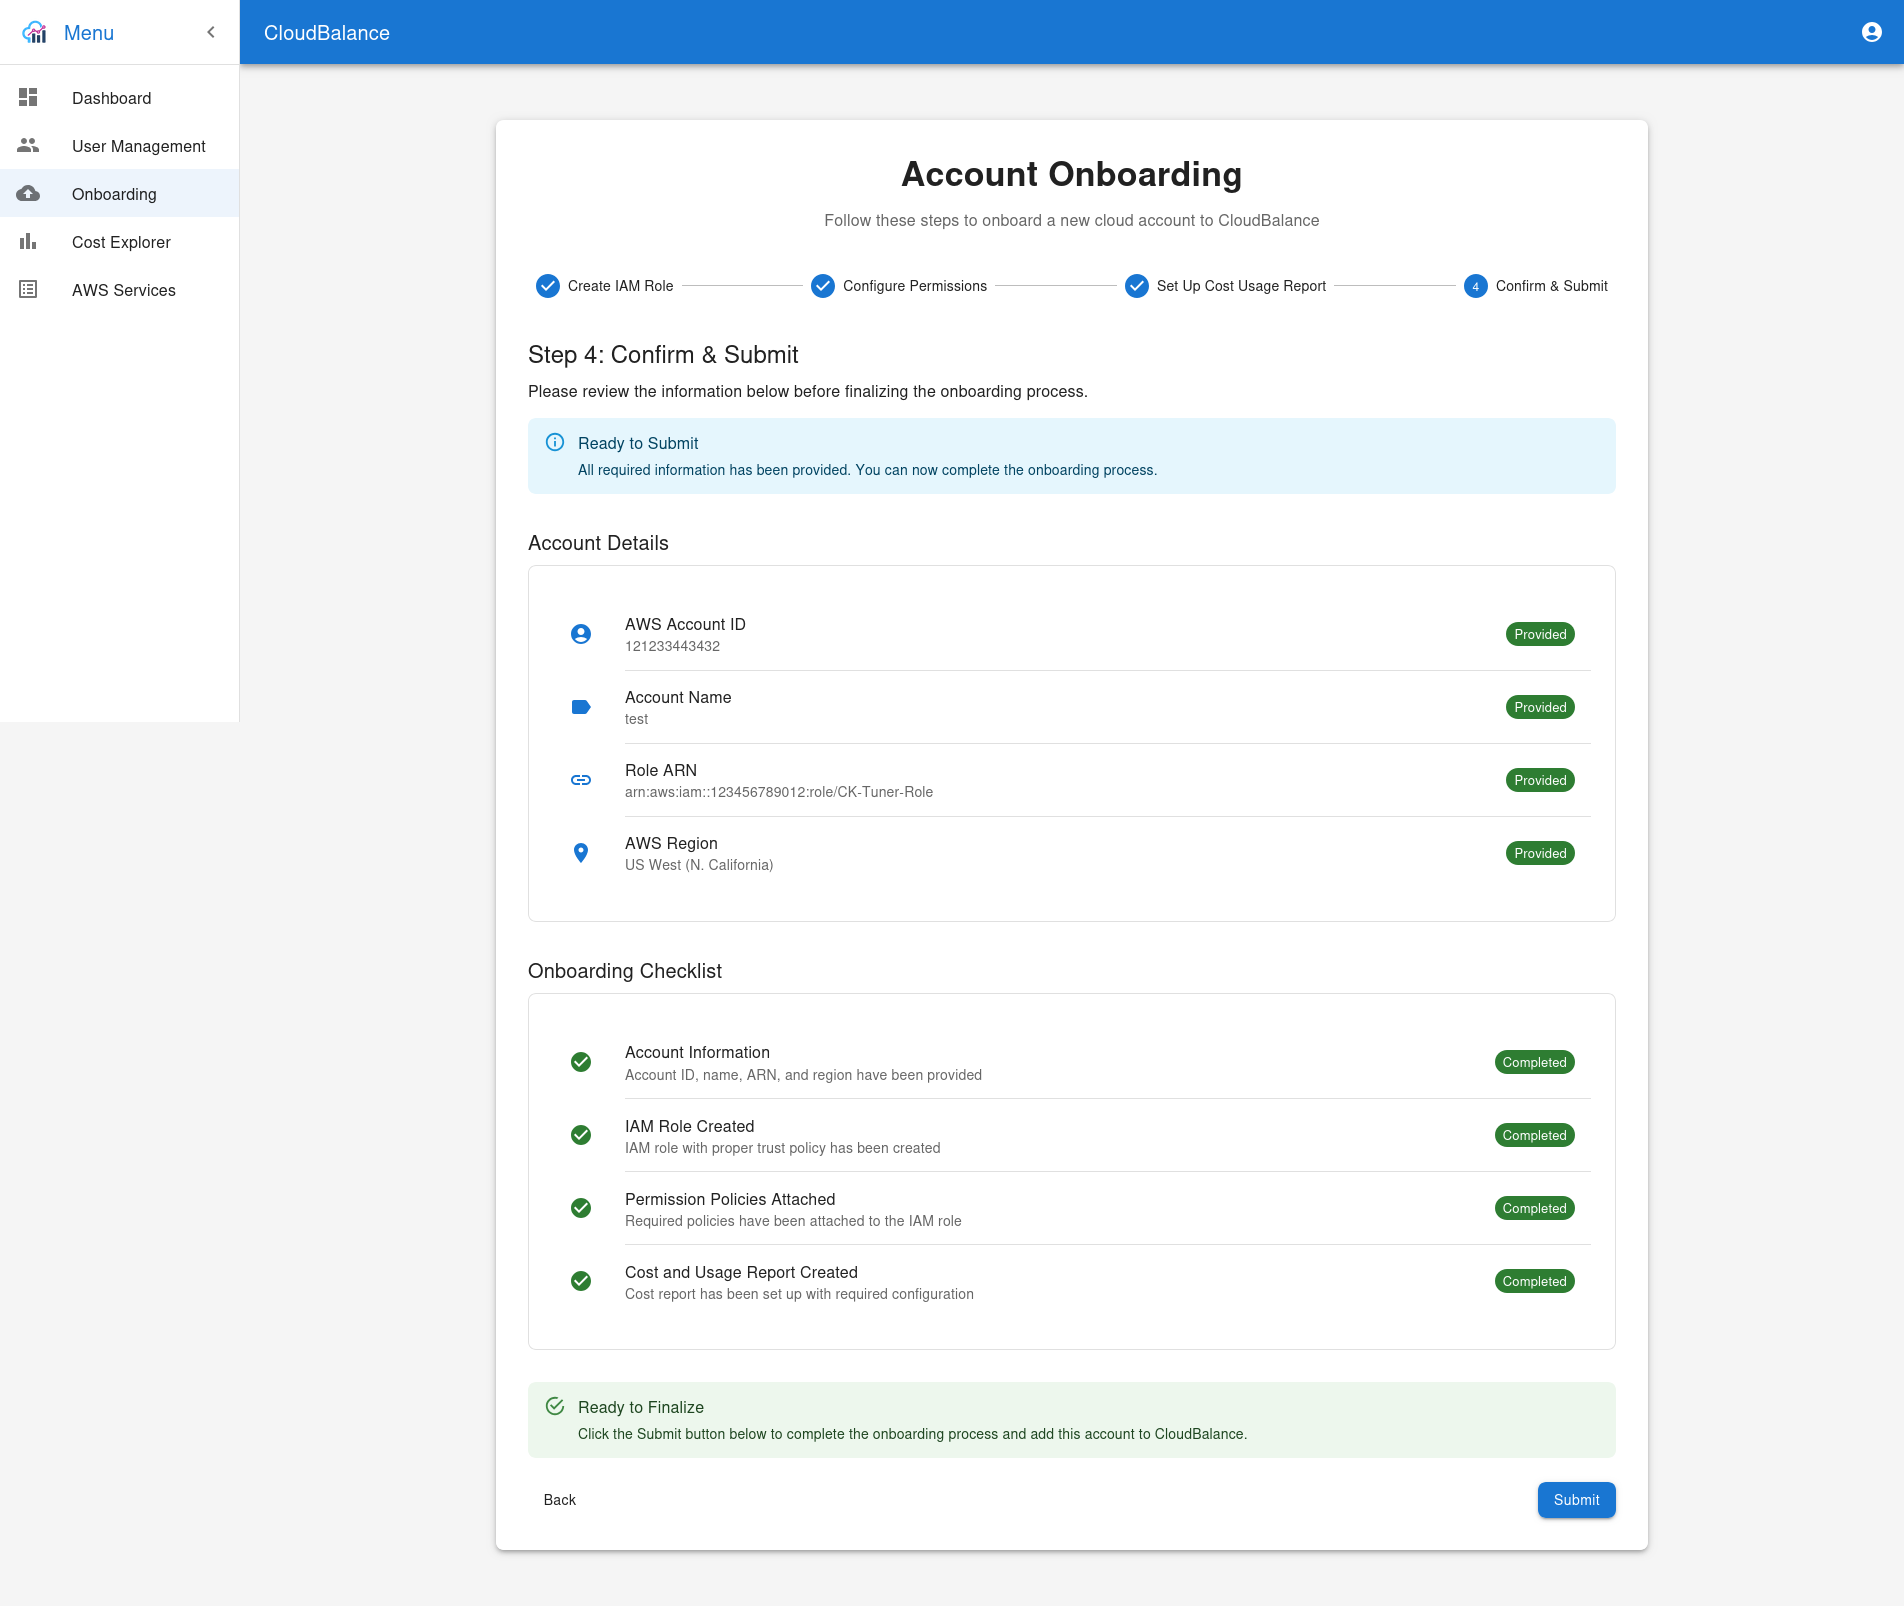 Menu
CloudBalance
Dashboard
User Management
Onboarding
Cost Explorer
AWS Services
Account Onboarding
Follow these steps to onboard a new cloud account to CloudBalance
Create IAM Role
Configure Permissions
Set Up Cost Usage Report
4 Confirm & Submit
Step 4: Confirm & Submit
Please review the information below before finalizing the onboarding process.
Ready to Submit
All required information has been provided. You can now complete the onboarding process.
Account Details
AWS Account ID
121233443432
Provided
Account Name
test
Provided
Role ARN
arn:aws:iam::123456789012:role/CK-Tuner-Role
Provided
AWS Region
US West (N. California)
Provided
Onboarding Checklist
Account Information
Account ID, name, ARN, and region have been provided
Completed
IAM Role Created
IAM role with proper trust policy has been created
Completed
Permission Policies Attached
Required policies have been attached to the IAM role
Completed
Cost and Usage Report Created
Cost report has been set up with required configuration
Completed
Ready to Finalize
Click the Submit button below to complete the onboarding process and add this account to CloudBalance.
Back
Submit